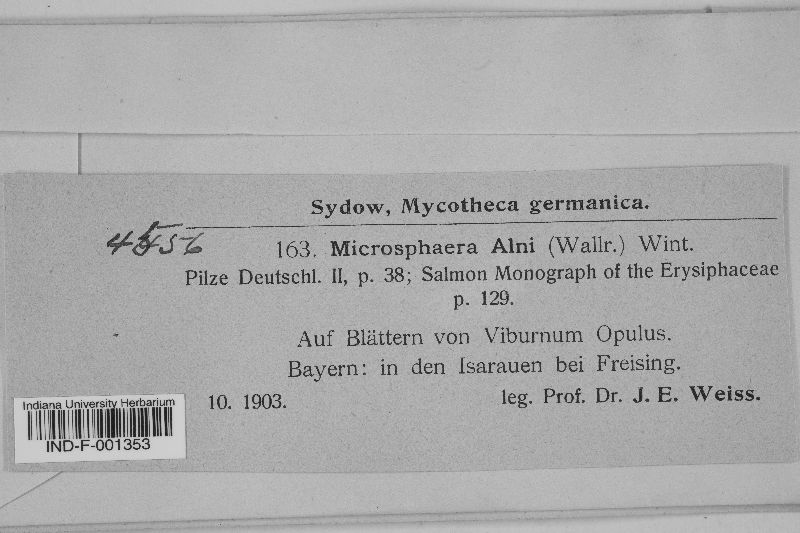 Sydow, Mycotheca germanica.
163. Microsphaera Alni (Wallr.) Wint.
Pilze Deutschl. II, p. 38; Salmon Monograph of the Erysiphaceae
p. 129.
Auf Blättern von Viburnum Opulus.
Bayern: in den Isarauen bei Freising.
10. 1903. leg. Prof. Dr. J. E. Weiss.
Indiana University Herbarium
IND-F-001353